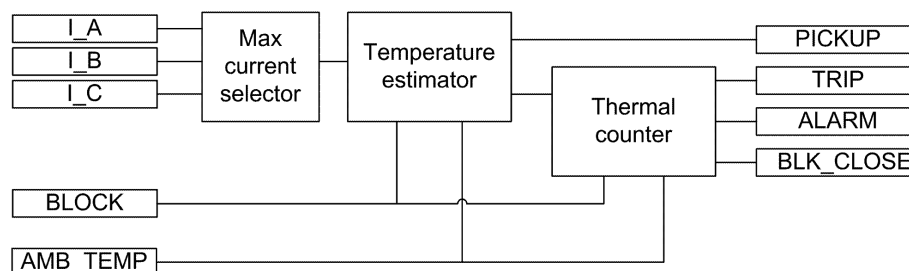 I_A
I_B
I_C
Max
current
selector
Temperature
estimator
Thermal
counter
PICKUP
TRIP
ALARM
BLK_CLOSE
BLOCK
AMB_TEMP